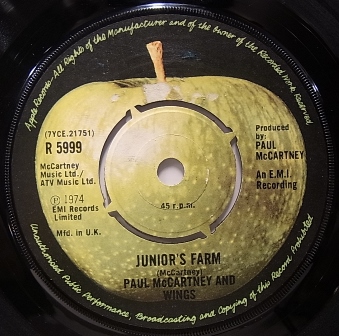 Apple Records-All Rights of the Manufacturer and of the Owner of the Recorded Work Reserved
(7YCE.21751)
R 5999
McCartney
Music Ltd./
ATV Music Ltd.
Ⓟ 1974
EMI Records
Limited
Mfd. in U.K.
Produced
by:
PAUL
McCARTNEY
An E.M.I.
Recording
45 r.p.m.
JUNIOR'S FARM
(McCartney)
PAUL McCARTNEY AND
WINGS
Unauthorised Public Performance, Broadcasting and Copying of this Record Prohibited